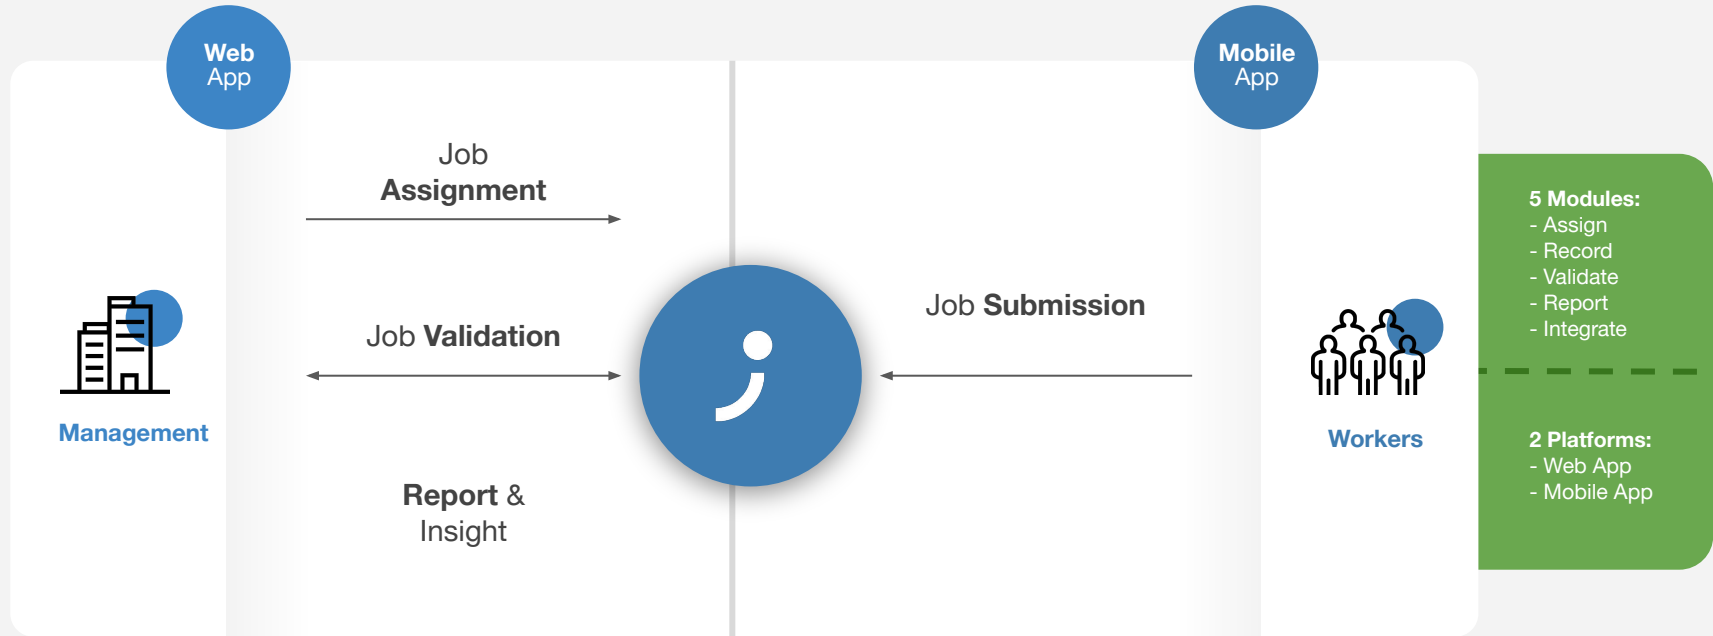 Web
App
Mobile
App
Job
Assignment
Job Validation
Report &
Insight
Job Submission
Management
Workers
5 Modules:
- Assign
- Record
- Validate
- Report
- Integrate
2 Platforms:
- Web App
- Mobile App